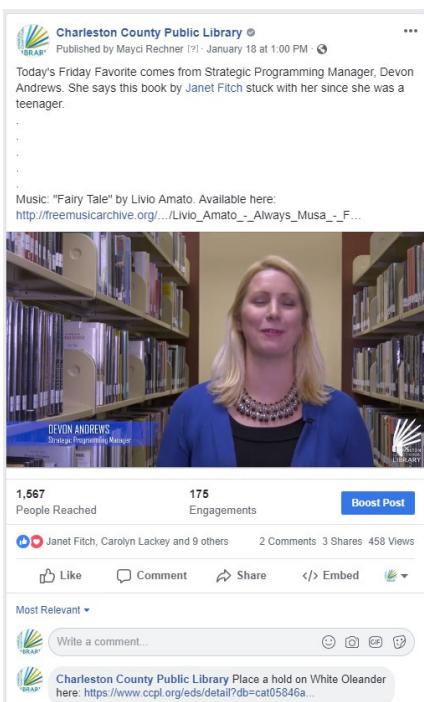 Charleston County Public Library
Published by Mayci Rechner [?] · January 18 at 1:00 PM ·
Today's Friday Favorite comes from Strategic Programming Manager, Devon
Andrews. She says this book by Janet Fitch stuck with her since she was a
teenager.
.
.
.
.
.
Music: "Fairy Tale" by Livio Amato. Available here:
http://freemusicarchive.org/…/Livio_Amato_-_Always_Musa_-_F…
DEVON ANDREWS
Strategic Programming Manager
LIBRARY
1,567
People Reached
175
Engagements
Boost Post
Janet Fitch, Carolyn Lackey and 9 others
2 Comments 3 Shares 458 Views
Like
Comment
Share
</> Embed
Most Relevant
Write a comment...
GIF
Charleston County Public Library Place a hold on White Oleander
here: https://www.ccpl.org/eds/detail?db=cat05846a...